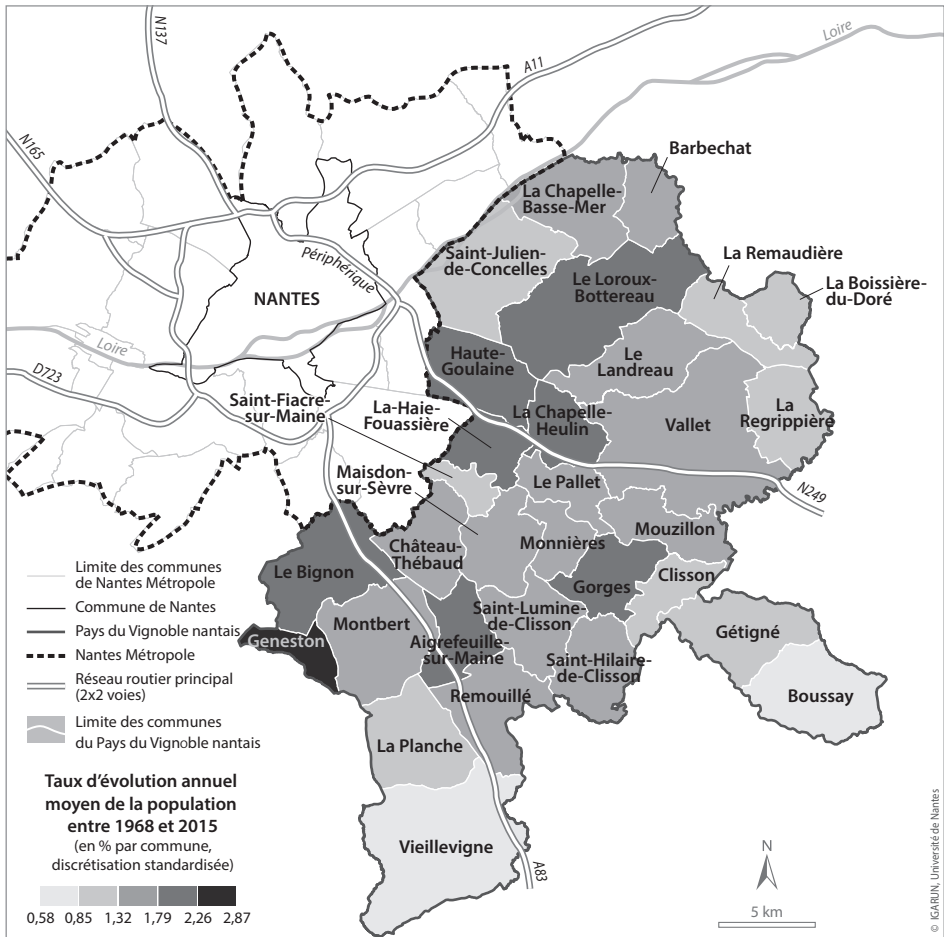 N137
A11
Loire
N165
Barbechat
La Chapelle-
Basse-Mer
Saint-Julien-
de-Concelles
La Remaudière
Périphérique
Le Loroux-
Bottereau
La Boissière-
du-Doré
NANTES
Loire
Haute-
Goulaine
Le
Landreau
D723
Saint-Fiacre-
sur-Maine
La-Haie-
Fouassière
La Chapelle-
Heulin
Vallet
La
Regrippière
Maisdon-
sur-Sèvre
Le Pallet
N249
Château-
Thébaud
Monnières
Mouzillon
Le Bignon
Gorges
Clisson
Geneston
Montbert
Aigrefeuille-
sur-Maine
Saint-Lumine-
de-Clisson
Gétigné
Saint-Hilaire-
de-Clisson
Remouillé
Boussay
La Planche
Vieillevigne
A83
Limite des communes
de Nantes Métropole
Commune de Nantes
Pays du Vignoble nantais
Nantes Métropole
Réseau routier principal
(2x2 voies)
Limite des communes
du Pays du Vignoble nantais
Taux d'évolution annuel
moyen de la population
entre 1968 et 2015
(en % par commune,
discrétisation standardisée)
0,58 0,85 1,32 1,79 2,26 2,87
N
5 km
© IGARUN, Université de Nantes